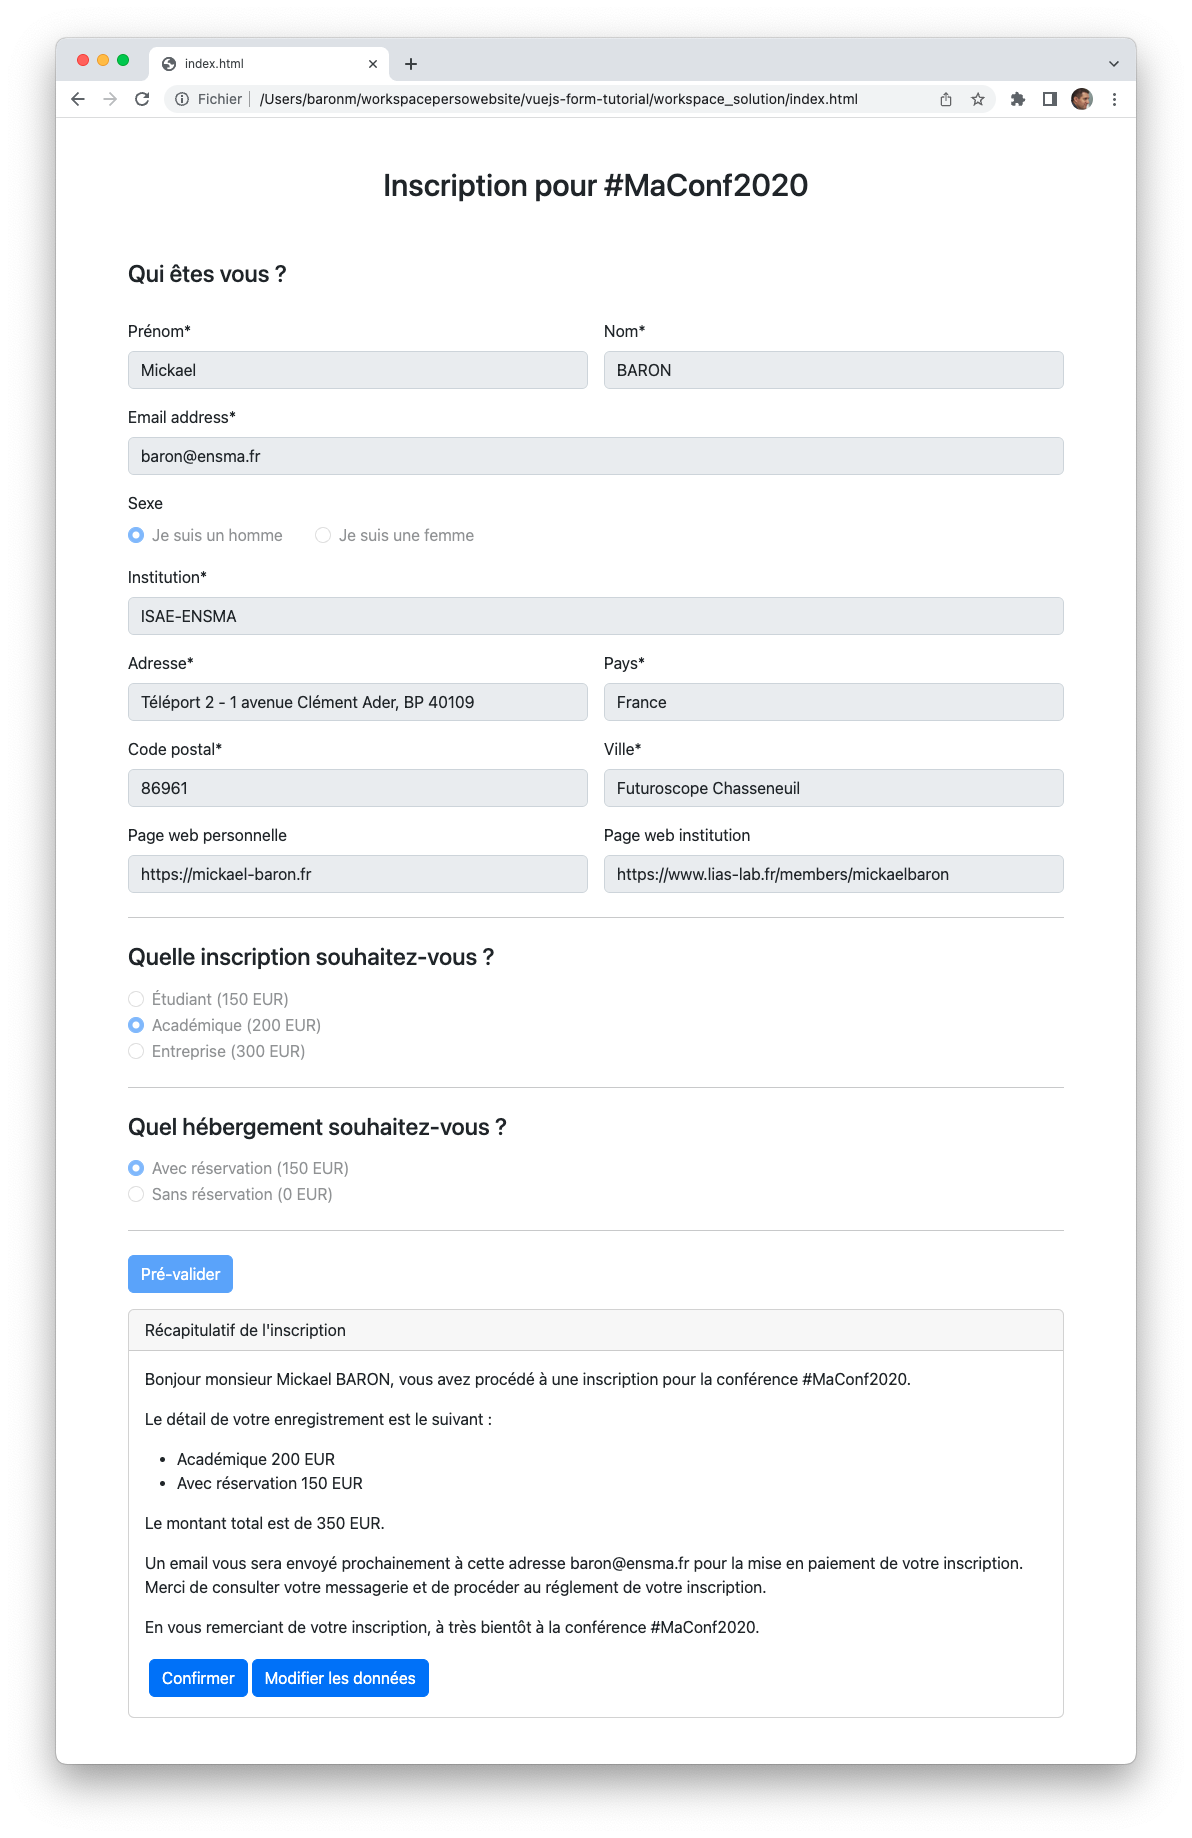 index.html
Fichier
/Users/baronm/workspacepersowebsite/vuejs-form-tutorial/workspace_solution/index.html
Inscription pour #MaConf2020
Qui êtes vous ?
Prénom*
Nom*
Mickael
BARON
Email address*
baron@ensma.fr
Sexe
Je suis un homme
Je suis une femme
Institution*
ISAE-ENSMA
Adresse*
Pays*
Téléport 2 - 1 avenue Clément Ader, BP 40109
France
Code postal*
Ville*
86961
Futuroscope Chasseneuil
Page web personnelle
Page web institution
https://mickael-baron.fr
https://www.lias-lab.fr/members/mickaelbaron
Quelle inscription souhaitez-vous ?
Étudiant (150 EUR)
Académique (200 EUR)
Entreprise (300 EUR)
Quel hébergement souhaitez-vous ?
Avec réservation (150 EUR)
Sans réservation (0 EUR)
Pré-valider
Récapitulatif de l'inscription
Bonjour monsieur Mickael BARON, vous avez procédé à une inscription pour la conférence #MaConf2020.
Le détail de votre enregistrement est le suivant :
• Académique 200 EUR
• Avec réservation 150 EUR
Le montant total est de 350 EUR.
Un email vous sera envoyé prochainement à cette adresse baron@ensma.fr pour la mise en paiement de votre inscription.
Merci de consulter votre messagerie et de procéder au réglement de votre inscription.
En vous remerciant de votre inscription, à très bientôt à la conférence #MaConf2020.
Confirmer
Modifier les données